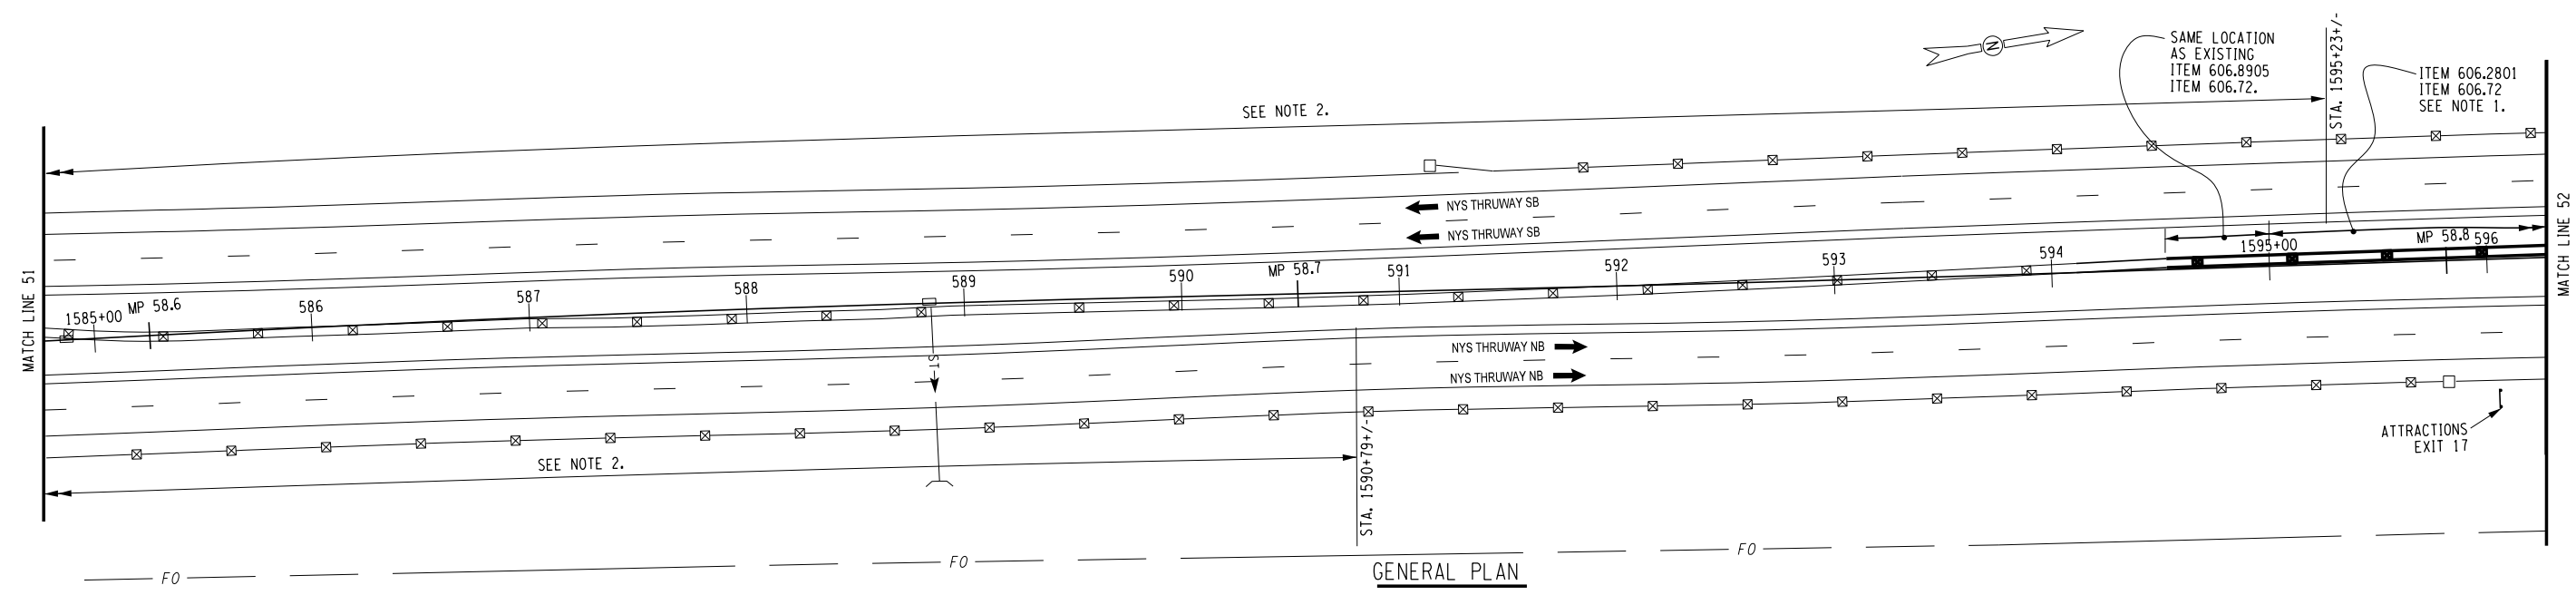 SAME LOCATION
AS EXISTING
ITEM 606.8905
ITEM 606.72.
STA. 1595+23+/-
ITEM 606.2801
ITEM 606.72
SEE NOTE 1.
N
SEE NOTE 2.
NYS THRUWAY SB
NYS THRUWAY SB
MATCH LINE 51
1585+00
MP 58.6
586
587
588
589
590
MP 58.7
591
592
593
594
1595+00
MP 58.8
596
MATCH LINE 52
ST
NYS THRUWAY NB
NYS THRUWAY NB
STA. 1590+79+/-
SEE NOTE 2.
ATTRACTIONS
EXIT 17
FO
FO
FO
GENERAL PLAN